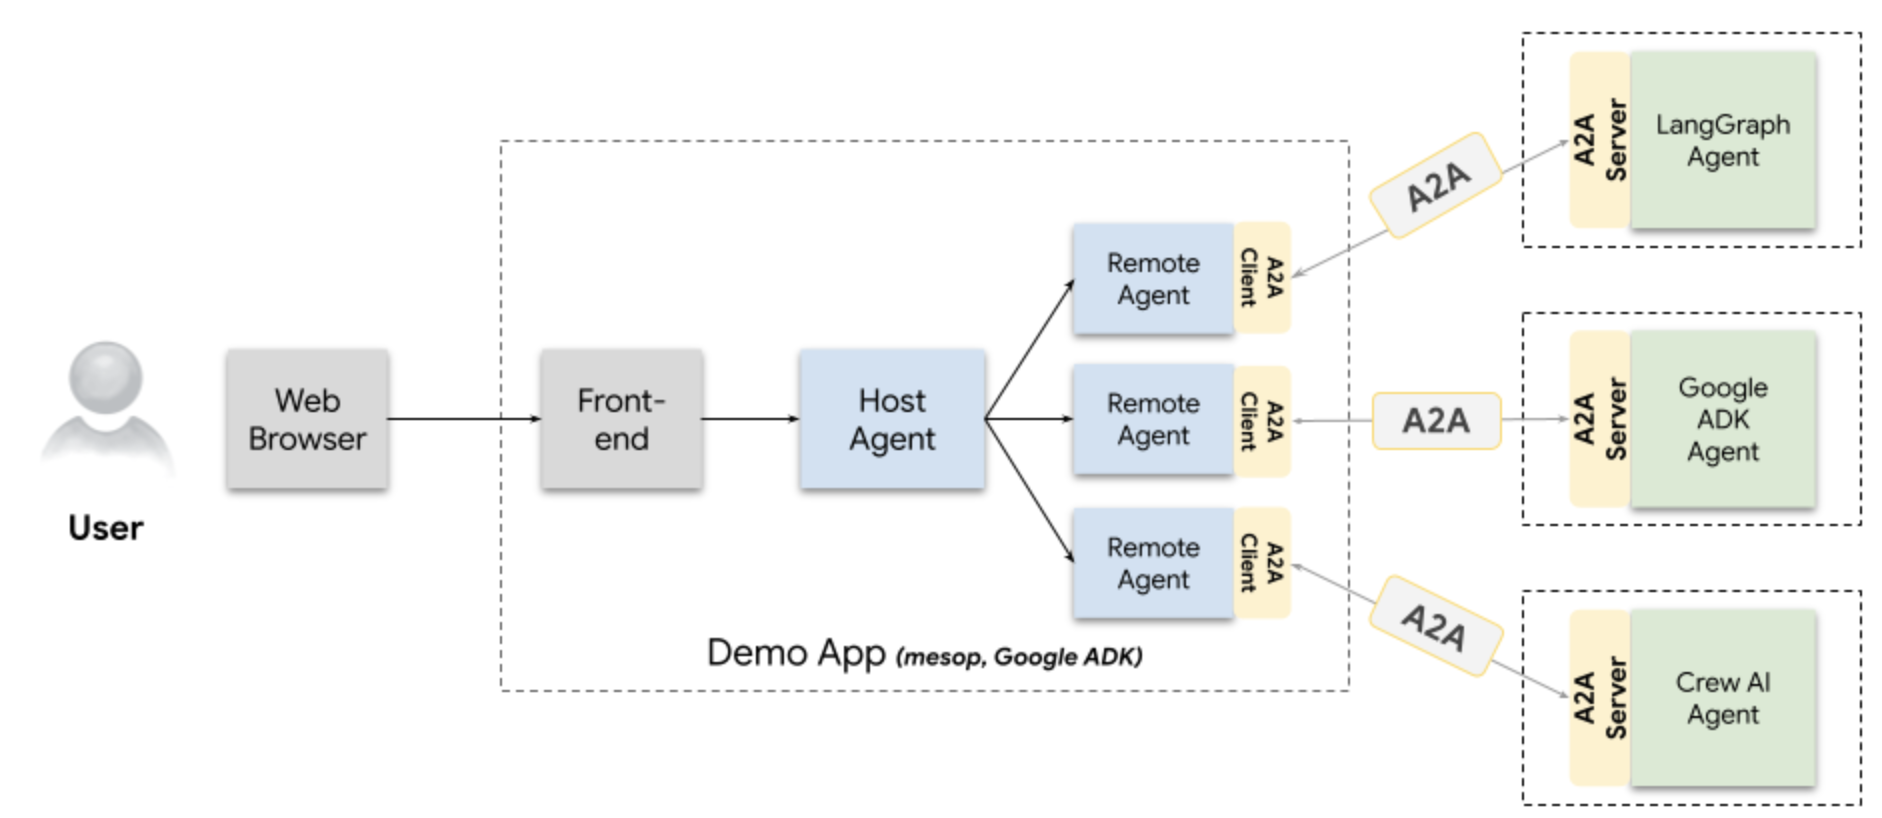 User
Web
Browser
Front-
end
Host
Agent
Remote
Agent
A2A
Client
Remote
Agent
A2A
Client
Remote
Agent
A2A
Client
Demo App (mesop, Google ADK)
A2A
A2A
A2A
A2A
Server
LangGraph
Agent
A2A
Server
Google
ADK
Agent
A2A
Server
Crew AI
Agent